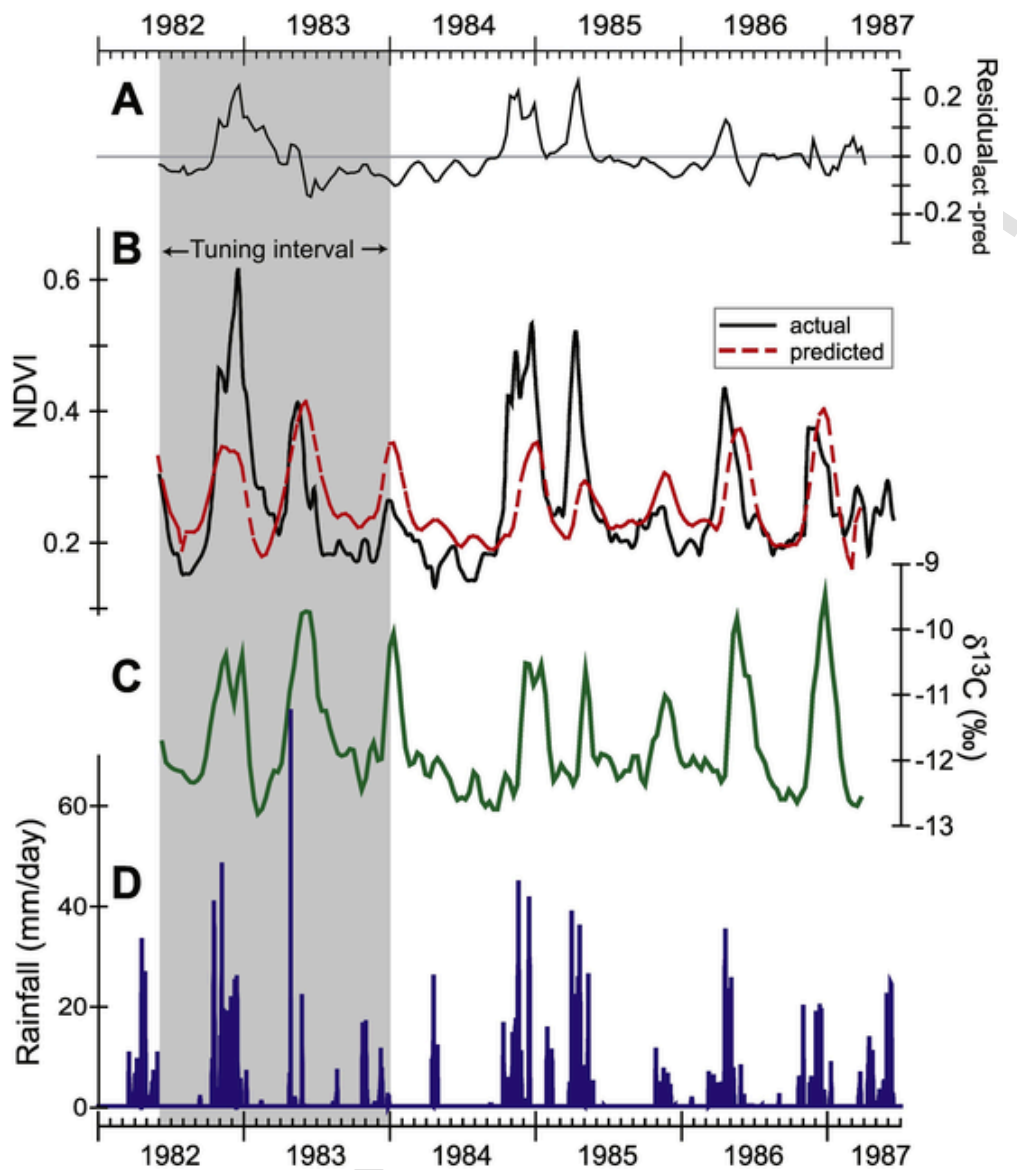 1982 1983 1984 1985 1986 1987
A
0.2
0.0
-0.2
Residual act -pred
B
Tuning interval
0.6
0.4
0.2
NDVI
actual
predicted
C
-9
-10
-11
-12
-13
δ13C (‰)
D
60
40
20
0
Rainfall (mm/day)
1982 1983 1984 1985 1986 1987